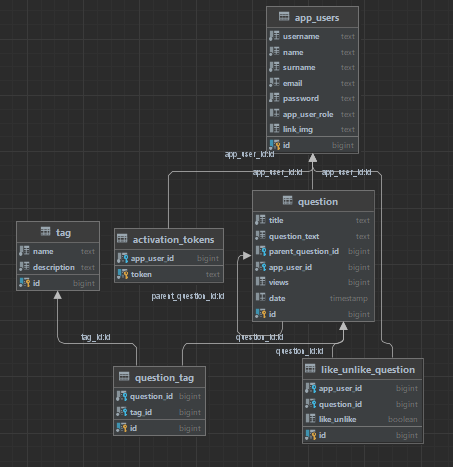 app_users
username text
name text
surname text
email text
password text
app_user_role text
link_img text
id bigint
app_user_id:id
app_user_id:id
app_user_id:id
question
title text
question_text text
parent_question_id bigint
app_user_id bigint
views bigint
date timestamp
id bigint
tag
name text
description text
id bigint
activation_tokens
app_user_id bigint
token text
parent_question_id:id
tag_id:id
question_id:id
question_id:id
question_tag
question_id bigint
tag_id bigint
id bigint
like_unlike_question
app_user_id bigint
question_id bigint
like_unlike boolean
id bigint